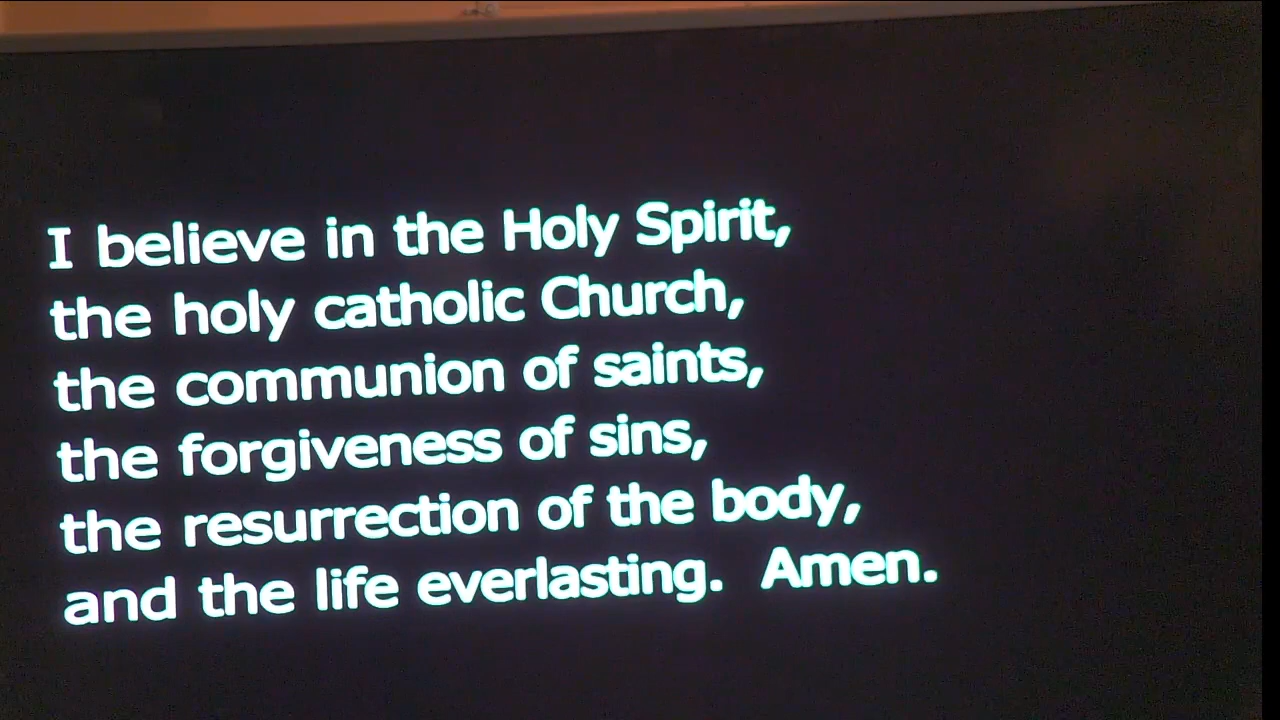 I believe in the Holy Spirit,
the holy catholic Church,
the communion of saints,
the forgiveness of sins,
the resurrection of the body,
and the life everlasting.  Amen.